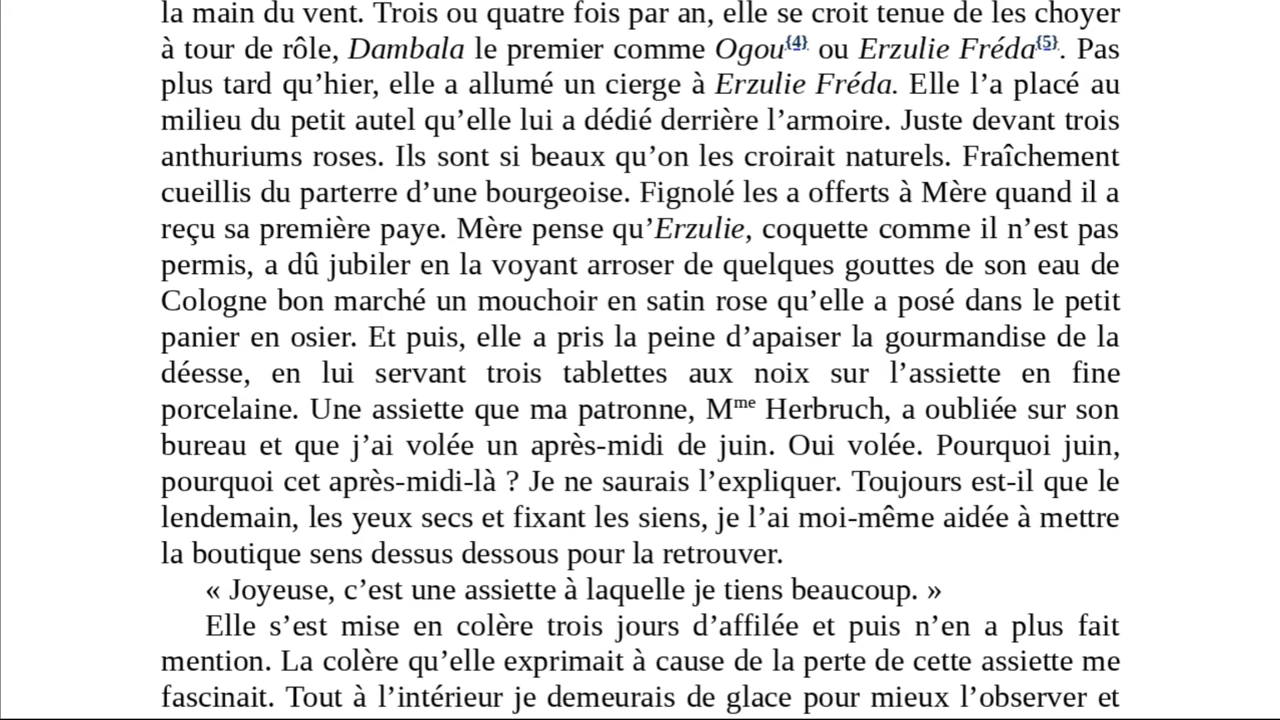 la main du vent. Trois ou quatre fois par an, elle se croit tenue de les choyer
à tour de rôle, Dambala le premier comme Ogou{4} ou Erzulie Fréda{5}. Pas
plus tard qu’hier, elle a allumé un cierge à Erzulie Fréda. Elle l’a placé au
milieu du petit autel qu’elle lui a dédié derrière l’armoire. Juste devant trois
anthuriums roses. Ils sont si beaux qu’on les croirait naturels. Fraîchement
cueillis du parterre d’une bourgeoise. Fignolé les a offerts à Mère quand il a
reçu sa première paye. Mère pense qu’Erzulie, coquette comme il n’est pas
permis, a dû jubiler en la voyant arroser de quelques gouttes de son eau de
Cologne bon marché un mouchoir en satin rose qu’elle a posé dans le petit
panier en osier. Et puis, elle a pris la peine d’apaiser la gourmandise de la
déesse, en lui servant trois tablettes aux noix sur l’assiette en fine
porcelaine. Une assiette que ma patronne, Mme Herbruch, a oubliée sur son
bureau et que j’ai volée un après-midi de juin. Oui volée. Pourquoi juin,
pourquoi cet après-midi-là ? Je ne saurais l’expliquer. Toujours est-il que le
lendemain, les yeux secs et fixant les siens, je l’ai moi-même aidée à mettre
la boutique sens dessus dessous pour la retrouver.
« Joyeuse, c’est une assiette à laquelle je tiens beaucoup. »
Elle s’est mise en colère trois jours d’affilée et puis n’en a plus fait
mention. La colère qu’elle exprimait à cause de la perte de cette assiette me
fascinait. Tout à l’intérieur je demeurais de glace pour mieux l’observer et